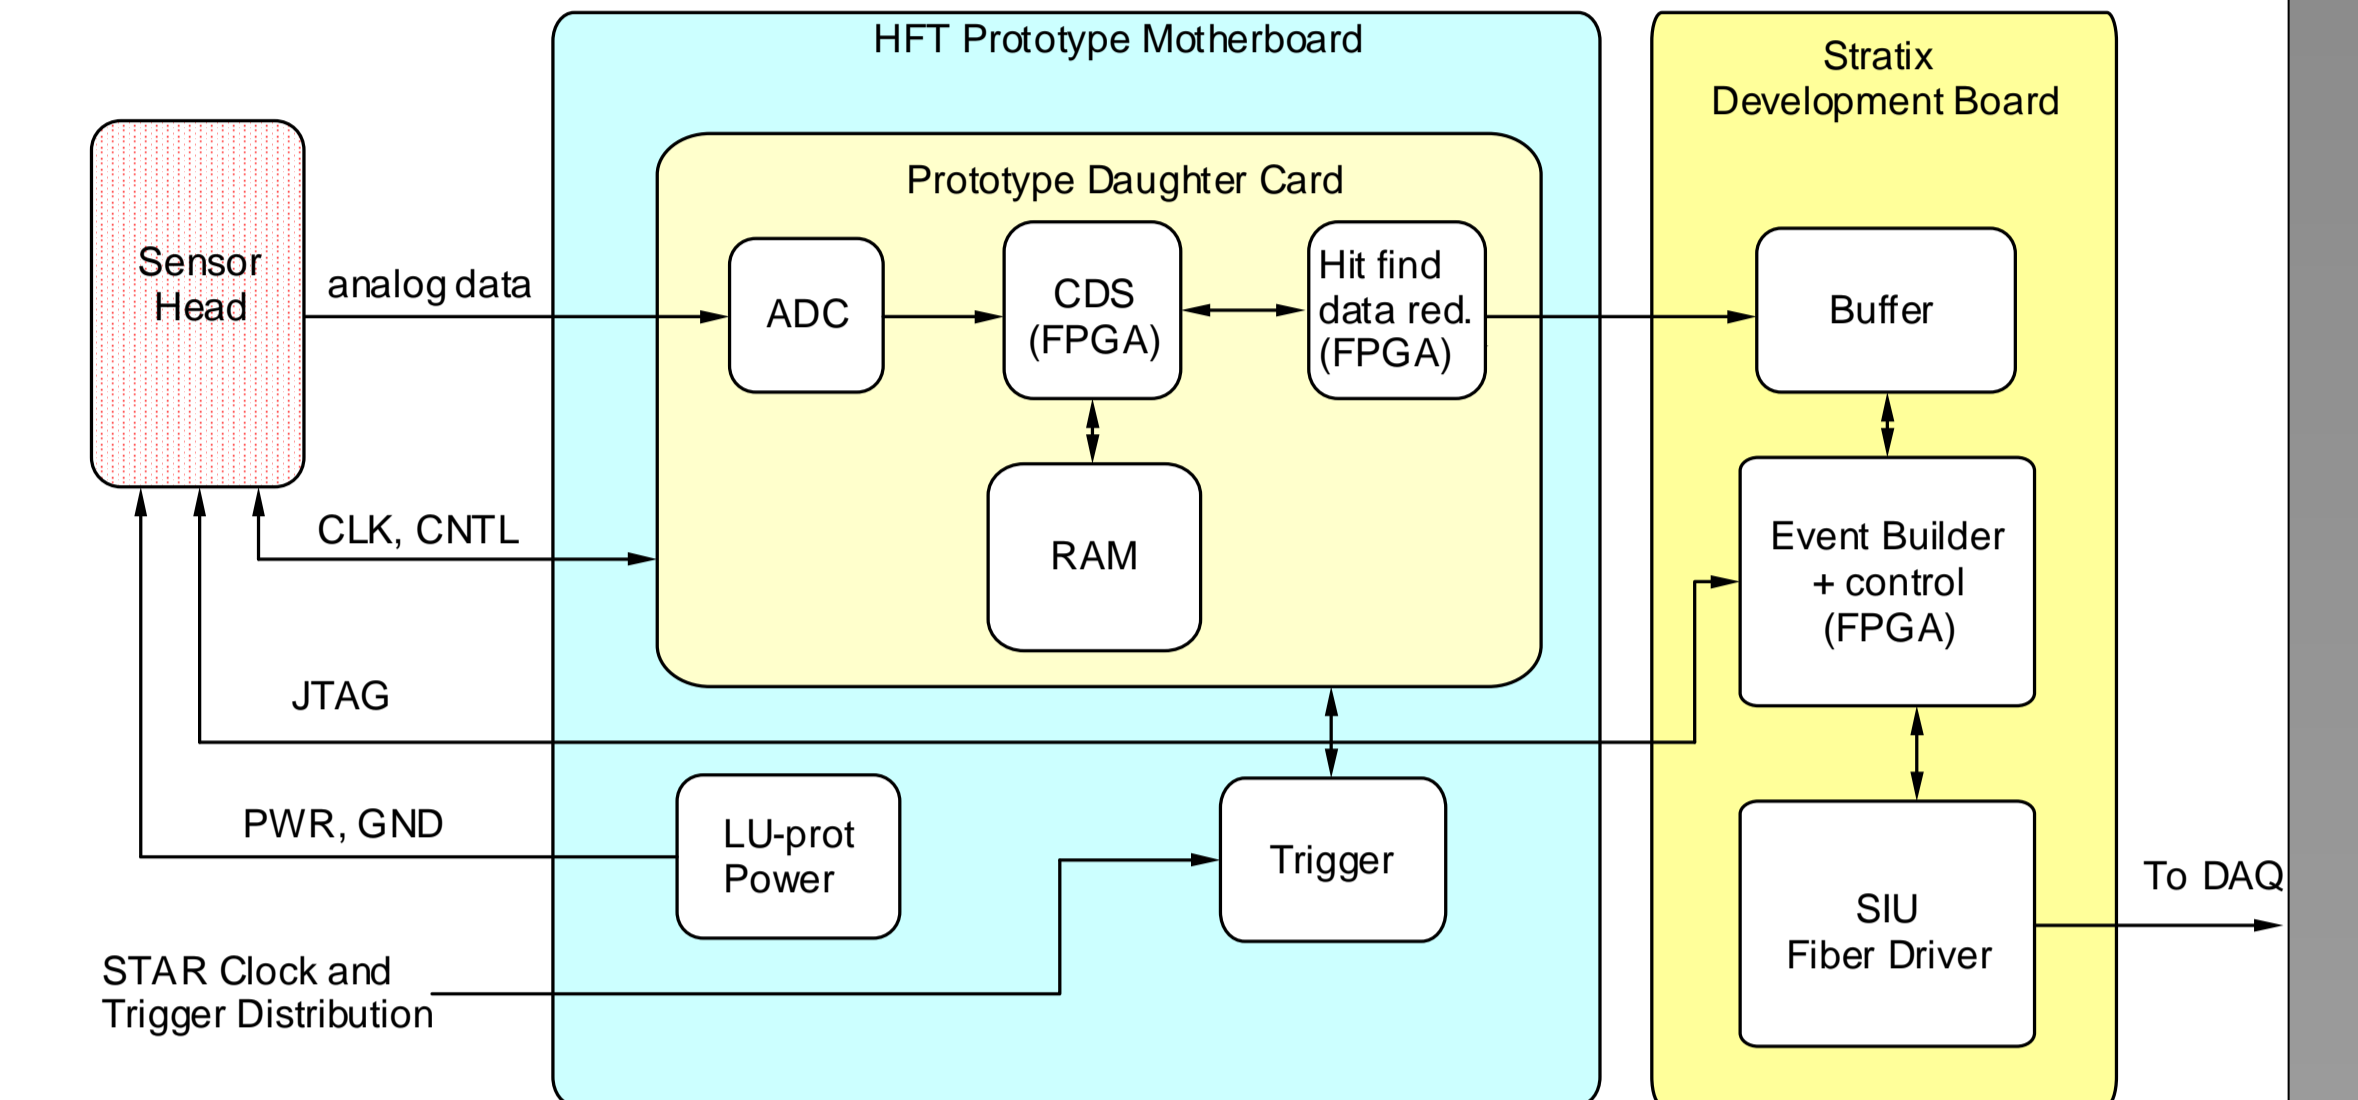 HFT Prototype Motherboard
Stratix
Development Board
Prototype Daughter Card
Sensor
Head
analog data
ADC
CDS
(FPGA)
Hit find
data red.
(FPGA)
Buffer
CLK, CNTL
RAM
Event Builder
+ control
(FPGA)
JTAG
PWR, GND
LU-prot
Power
Trigger
To DAQ
SIU
Fiber Driver
STAR Clock and
Trigger Distribution